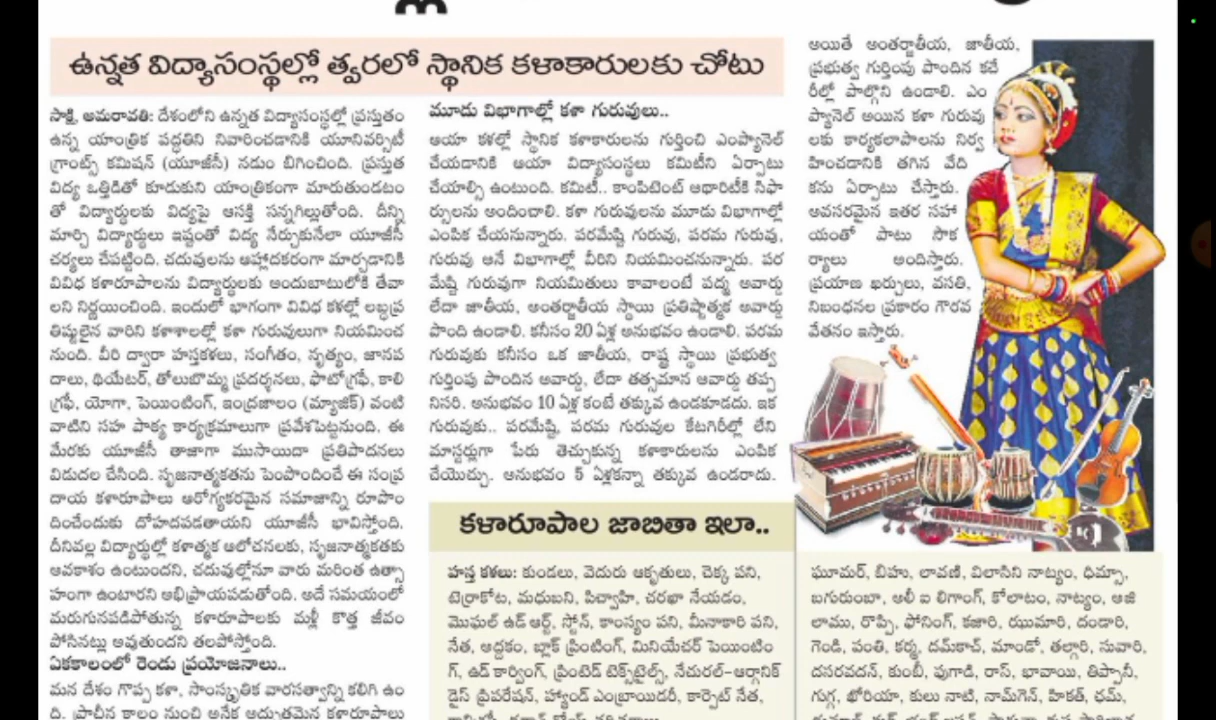 ఉన్నత విద్యాసంస్థల్లో త్వరలో స్థానిక కళాకారులకు చోటు
సాక్షి, అమరావతి: దేశంలోని ఉన్నత విద్యాసంస్థల్లో ప్రస్తుతం
ఉన్న యాంత్రిక పద్ధతిని నివారించడానికి యూనివర్సిటీ
గ్రాంట్స్ కమిషన్ (యూజీసీ) నడుం బిగించింది. ప్రస్తుత
విద్య ఒత్తిడితో కూడుకుని యాంత్రికంగా మారుతుండటం
తో విద్యార్థులకు విద్యపై ఆసక్తి సన్నగిల్లుతోంది. దీన్ని
మార్చి విద్యార్థులు ఇష్టంతో విద్య నేర్చుకునేలా యూజీసీ
చర్యలు చేపట్టింది. చదువులను ఆహ్లాదకరంగా మార్చడానికి
వివిధ కళారూపాలను విద్యార్థులకు అందుబాటులోకి తేవా
లని నిర్ణయించింది. ఇందులో భాగంగా వివిధ కళల్లో లబ్ధప్ర
తిష్టులైన వారిని కళాశాలల్లో కళా గురువులుగా నియమించ
నుంది. వీరి ద్వారా హస్తకళలు, సంగీతం, నృత్యం, జానప
దాలు, థియేటర్, తోలుబొమ్మ ప్రదర్శనలు, ఫొటోగ్రఫీ, కాలి
గ్రఫీ, యోగా, పెయింటింగ్, ఇంద్రజాలం (మ్యాజిక్) వంటి
వాటిని సహ పాఠ్య కార్యక్రమాలుగా ప్రవేశపెట్టనుంది. ఈ
మేరకు యూజీసీ తాజాగా ముసాయిదా ప్రతిపాదనలు
విడుదల చేసింది. సృజనాత్మకతను పెంపొందించే ఈ సంప్ర
దాయ కళారూపాలు ఆరోగ్యకరమైన సమాజాన్ని రూపొం
దించేందుకు దోహదపడతాయని యూజీసీ భావిస్తోంది.
దీనివల్ల విద్యార్థుల్లో కళాత్మక ఆలోచనలకు, సృజనాత్మకతకు
ఆవకాశం ఉంటుందని, చదువుల్లోనూ వారు మరింత ఉత్సా
హంగా ఉంటారని అభిప్రాయపడుతోంది. అదే సమయంలో
మరుగునపడిపోతున్న కళారూపాలకు మళ్లీ కొత్త జీవం
పోసినట్లు అవుతుందని తలపోస్తోంది.
ఏకకాలంలో రెండు ప్రయోజనాలు..
మన దేశం గొప్ప కళా, సాంస్కృతిక వారసత్వాన్ని కలిగి ఉం
ది. ప్రాచీన కాలం నుంచి అనేక అద్భుతమైన కళారూపాలు
మూడు విభాగాల్లో కళా గురువులు..
ఆయా కళల్లో స్థానిక కళాకారులను గుర్తించి ఎంప్యానెల్
చేయడానికి ఆయా విద్యాసంస్థలు కమిటీని ఏర్పాటు
చేయాల్సి ఉంటుంది. కమిటీ.. కాంపిటెంట్ ఆథారిటీకి సిఫా
ర్సులను అందించాలి. కళా గురువులను మూడు విభాగాల్లో
ఎంపిక చేయనున్నారు. పరమేష్ఠి గురువు, పరమ గురువు,
గురువు అనే విభాగాల్లో వీరిని నియమించనున్నారు. పర
మేష్ఠి గురువుగా నియమితులు కావాలంటే పద్మ అవార్డు
లేదా జాతీయ, అంతర్జాతీయ స్థాయి ప్రతిష్టాత్మక అవార్డు
పొంది ఉండాలి. కనీసం 20 ఏళ్ల అనుభవం ఉండాలి. పరమ
గురువుకు కనీసం ఒక జాతీయ, రాష్ట్ర స్థాయి ప్రభుత్వ
గుర్తింపు పొందిన అవార్డు, లేదా తత్సమాన అవార్డు తప్ప
నిసరి. అనుభవం 10 ఏళ్ల కంటే తక్కువ ఉండకూడదు. ఇక
గురువుకు.. పరమేష్ఠి, పరమ గురువుల కేటగిరీల్లో లేని
మాస్టర్లుగా పేరు తెచ్చుకున్న కళాకారులను ఎంపిక
చేయొచ్చు. అనుభవం 5 ఏళ్లకన్నా తక్కువ ఉండరాదు.
అయితే అంతర్జాతీయ, జాతీయ,
ప్రభుత్వ గుర్తింపు పొందిన కచే
రీల్లో పాల్గొని ఉండాలి. ఎం
ప్యానెల్ అయిన కళా గురువు
లకు కార్యకలాపాలను నిర్వ
హించడానికి తగిన వేది
కను ఏర్పాటు చేస్తారు.
అవసరమైన ఇతర సహా
యంతో పాటు సౌక
ర్యాలు అందిస్తారు.
ప్రయాణ ఖర్చులు, వసతి,
నిబంధనల ప్రకారం గౌరవ
వేతనం ఇస్తారు.
కళారూపాల జాబితా ఇలా..
హస్త కళలు: కుండలు, వెదురు ఆకృతులు, చెక్క పని,
టెర్రాకోట, మధుబని, పిచ్వాహి, చరఖా నేయడం,
మొఘల్ ఉడ్ ఆర్ట్, స్టోన్, కాంస్యం పని, మీనాకారి పని,
నేత, అద్దకం, బ్లాక్ ప్రింటింగ్, మినియేచర్ పెయింటిం
గ్, ఉడ్ కార్వింగ్, ప్రింటెడ్ టెక్స్‌టైల్స్, నేచురల్-ఆర్గానిక్
డైస్ ప్రిపరేషన్, హ్యాండ్ ఎంబ్రాయిడరీ, కార్పెట్ నేత,
ఘూమర్, బిహు, లావణి, విలాసిని నాట్యం, ధిమ్సా,
బగురుంబా, అలీ ఐ లిగాంగ్, కోలాటం, నాట్యం, ఆజి
లాము, రొప్పి, ఫోనింగ్, కజారి, ఝుమారి, దండారి,
గెండి, పంతి, కర్మ, దమ్‌కాచ్, మాండో, తల్గారి, సువారి,
దసరవదన్, కుంబీ, వుగాడి, రాస్, భావాయి, తిప్పానీ,
గుగ్గ, ఖోరియా, కులు నాటి, నామ్‌గెన్, హికత్, ఛమ్,